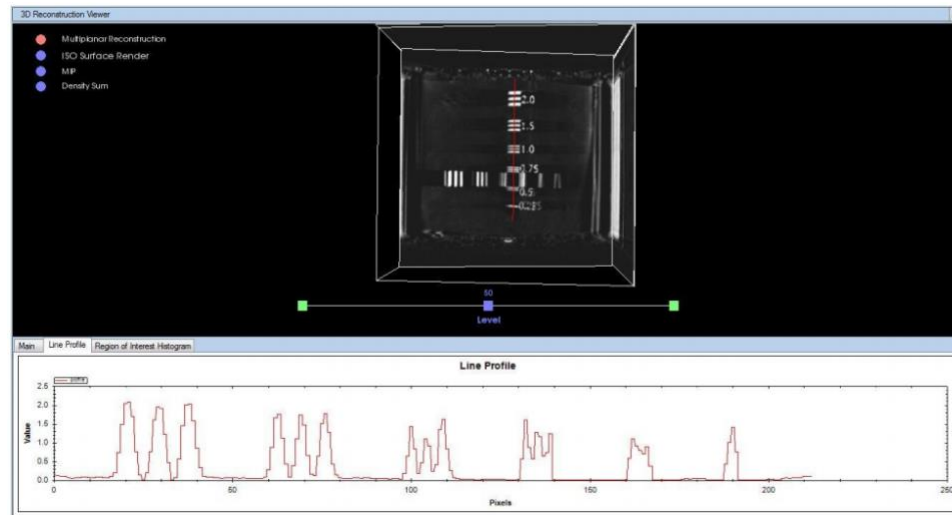 3D Reconstruction Viewer
Multiplanar Reconstruction
ISO Surface Render
MIP
Density Sum
2.0
1.5
1.0
0.75
0.5
50
Level
Main
Line Profile
Region of Interest Histogram
Line Profile
profile
Value
2.5
2.0
1.5
1.0
0.5
0.0
0
50
100
150
200
250
Pixels